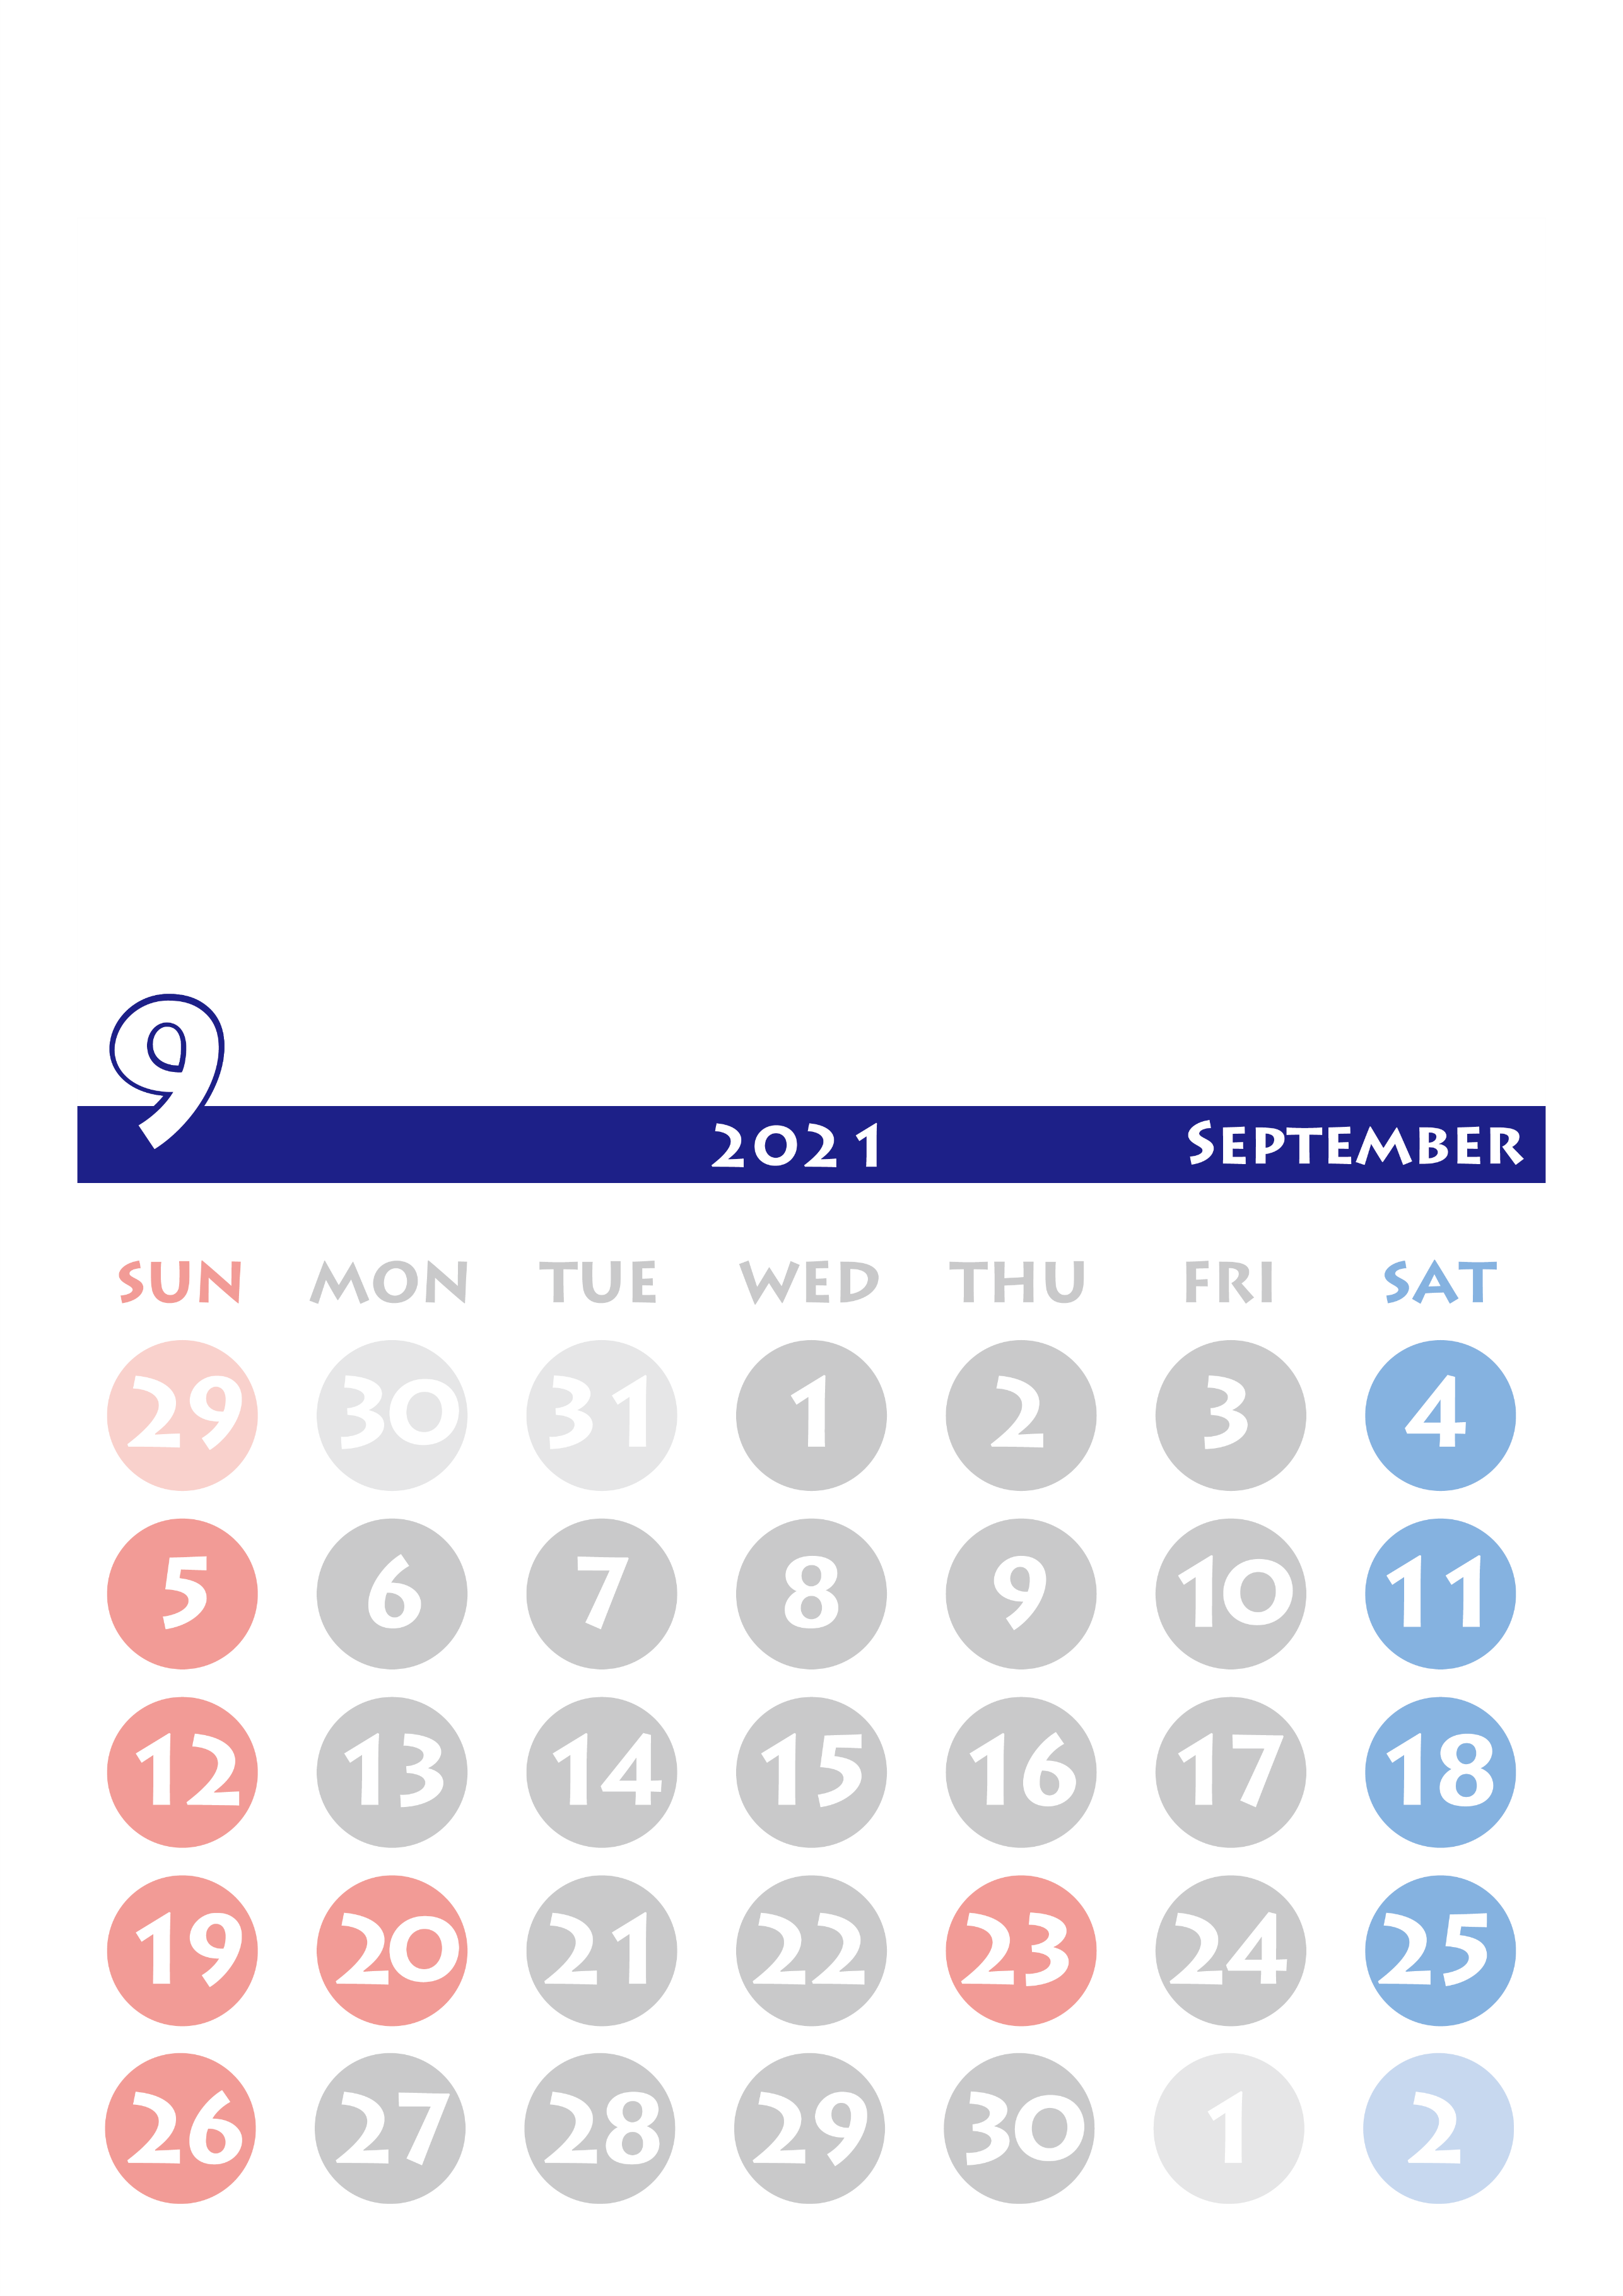 9
2021 SEPTEMBER
SUN MON TUE WED THU FRI SAT
29 30 31 1 2 3 4
5 6 7 8 9 10 11
12 13 14 15 16 17 18
19 20 21 22 23 24 25
26 27 28 29 30 1 2